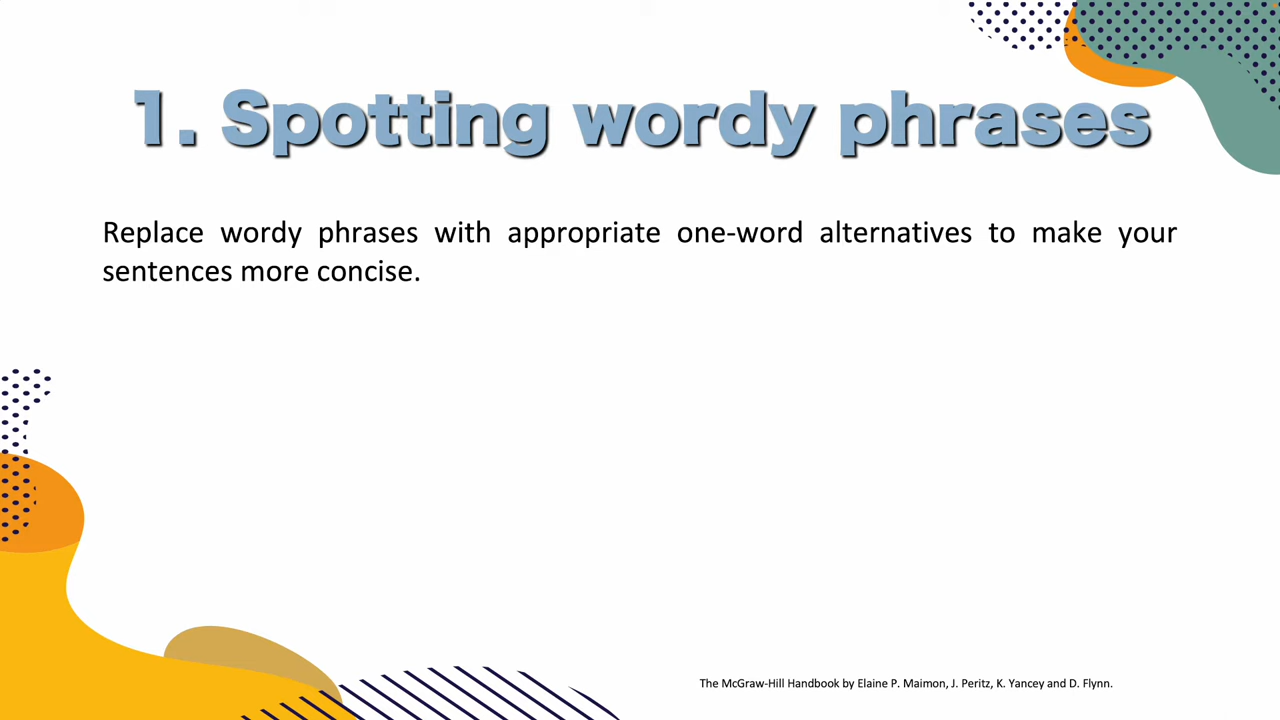 1. Spotting wordy phrases
Replace wordy phrases with appropriate one-word alternatives to make your
sentences more concise.
The McGraw-Hill Handbook by Elaine P. Maimon, J. Peritz, K. Yancey and D. Flynn.